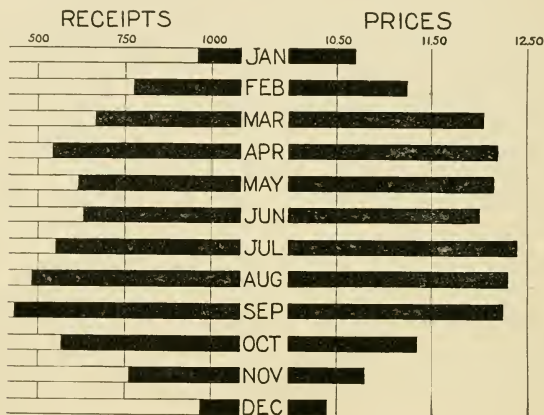 RECEIPTS PRICES
500 750 1000 10.50 11.50 12.50
JAN
FEB
MAR
APR
MAY
JUN
JUL
AUG
SEP
OCT
NOV
DEC